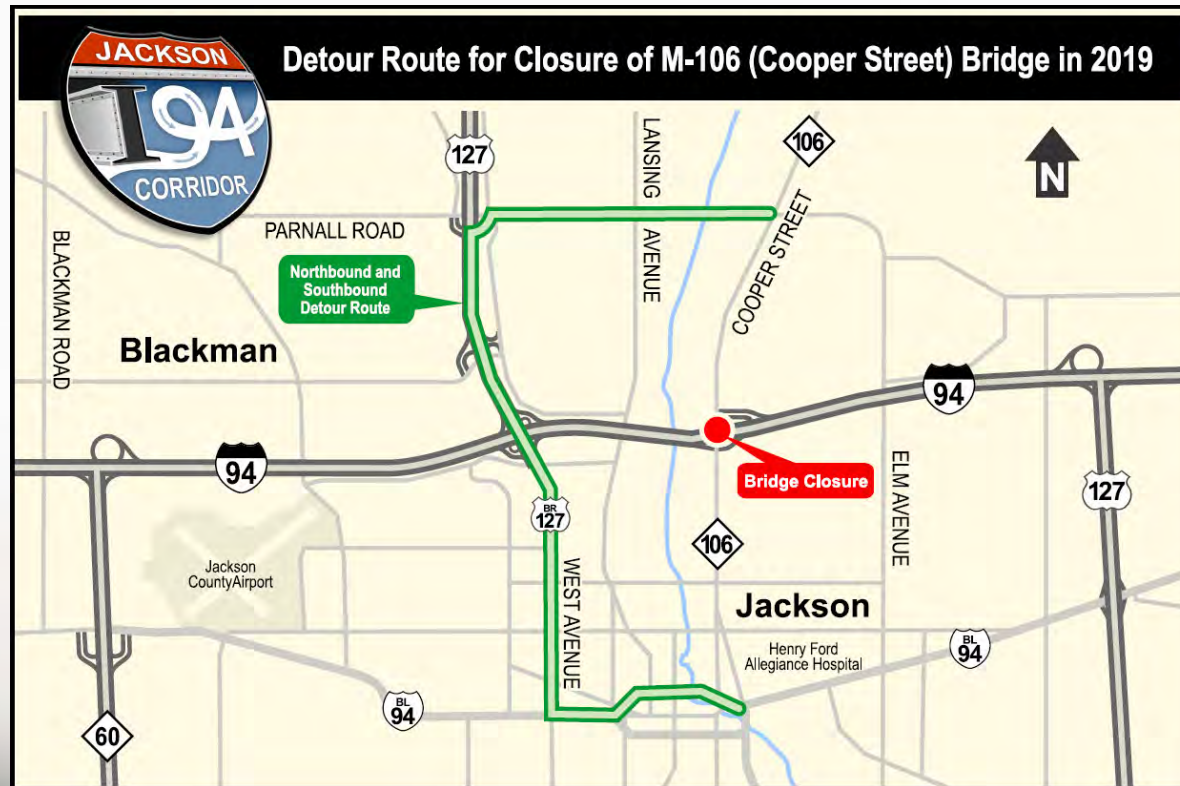 JACKSON
I94
CORRIDOR
Detour Route for Closure of M-106 (Cooper Street) Bridge in 2019
127
LANSING
AVENUE
106
N
PARNALL ROAD
COOPER STREET
BLACKMAN ROAD
Northbound and
Southbound
Detour Route
Blackman
94
94
Bridge Closure
ELM AVENUE
127
BR
127
106
Jackson
CountyAirport
WEST AVENUE
Jackson
Henry Ford
Allegiance Hospital
BL
94
BL
94
60